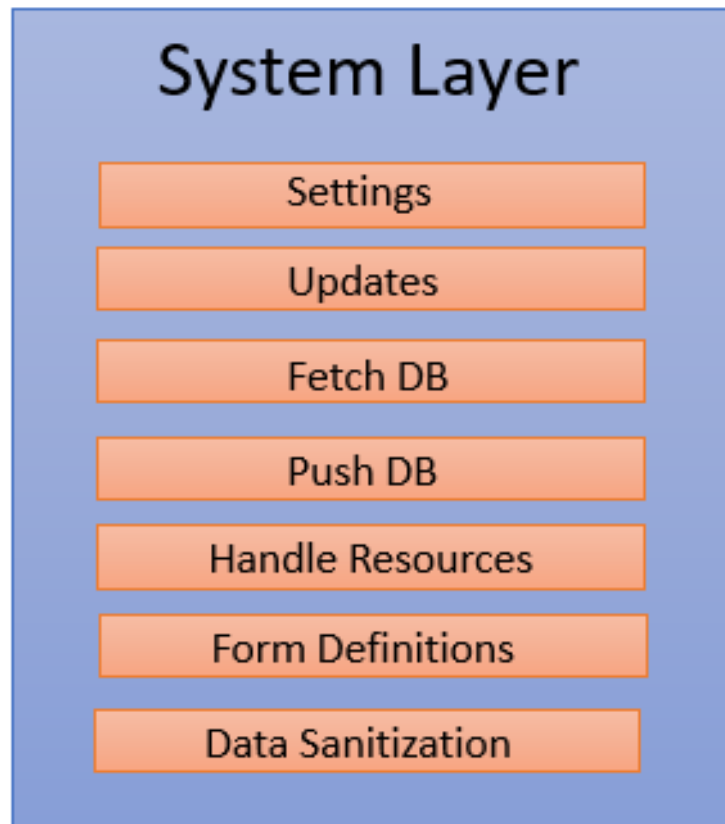 System Layer
Settings
Updates
Fetch DB
Push DB
Handle Resources
Form Definitions
Data Sanitization